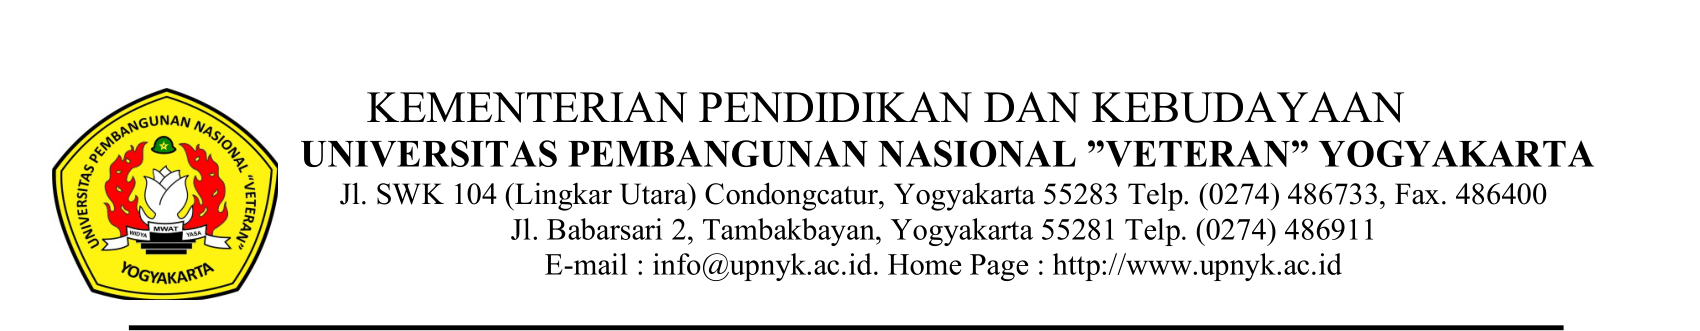 KEMENTERIAN PENDIDIKAN DAN KEBUDAYAAN
UNIVERSITAS PEMBANGUNAN NASIONAL ”VETERAN” YOGYAKARTA
Jl. SWK 104 (Lingkar Utara) Condongcatur, Yogyakarta 55283 Telp. (0274) 486733, Fax. 486400
Jl. Babarsari 2, Tambakbayan, Yogyakarta 55281 Telp. (0274) 486911
E-mail : info@upnyk.ac.id. Home Page : http://www.upnyk.ac.id
UNIVERSITAS PEMBANGUNAN NASIONAL "VETERAN"
WIDYA MWAT YASA
YOGYAKARTA